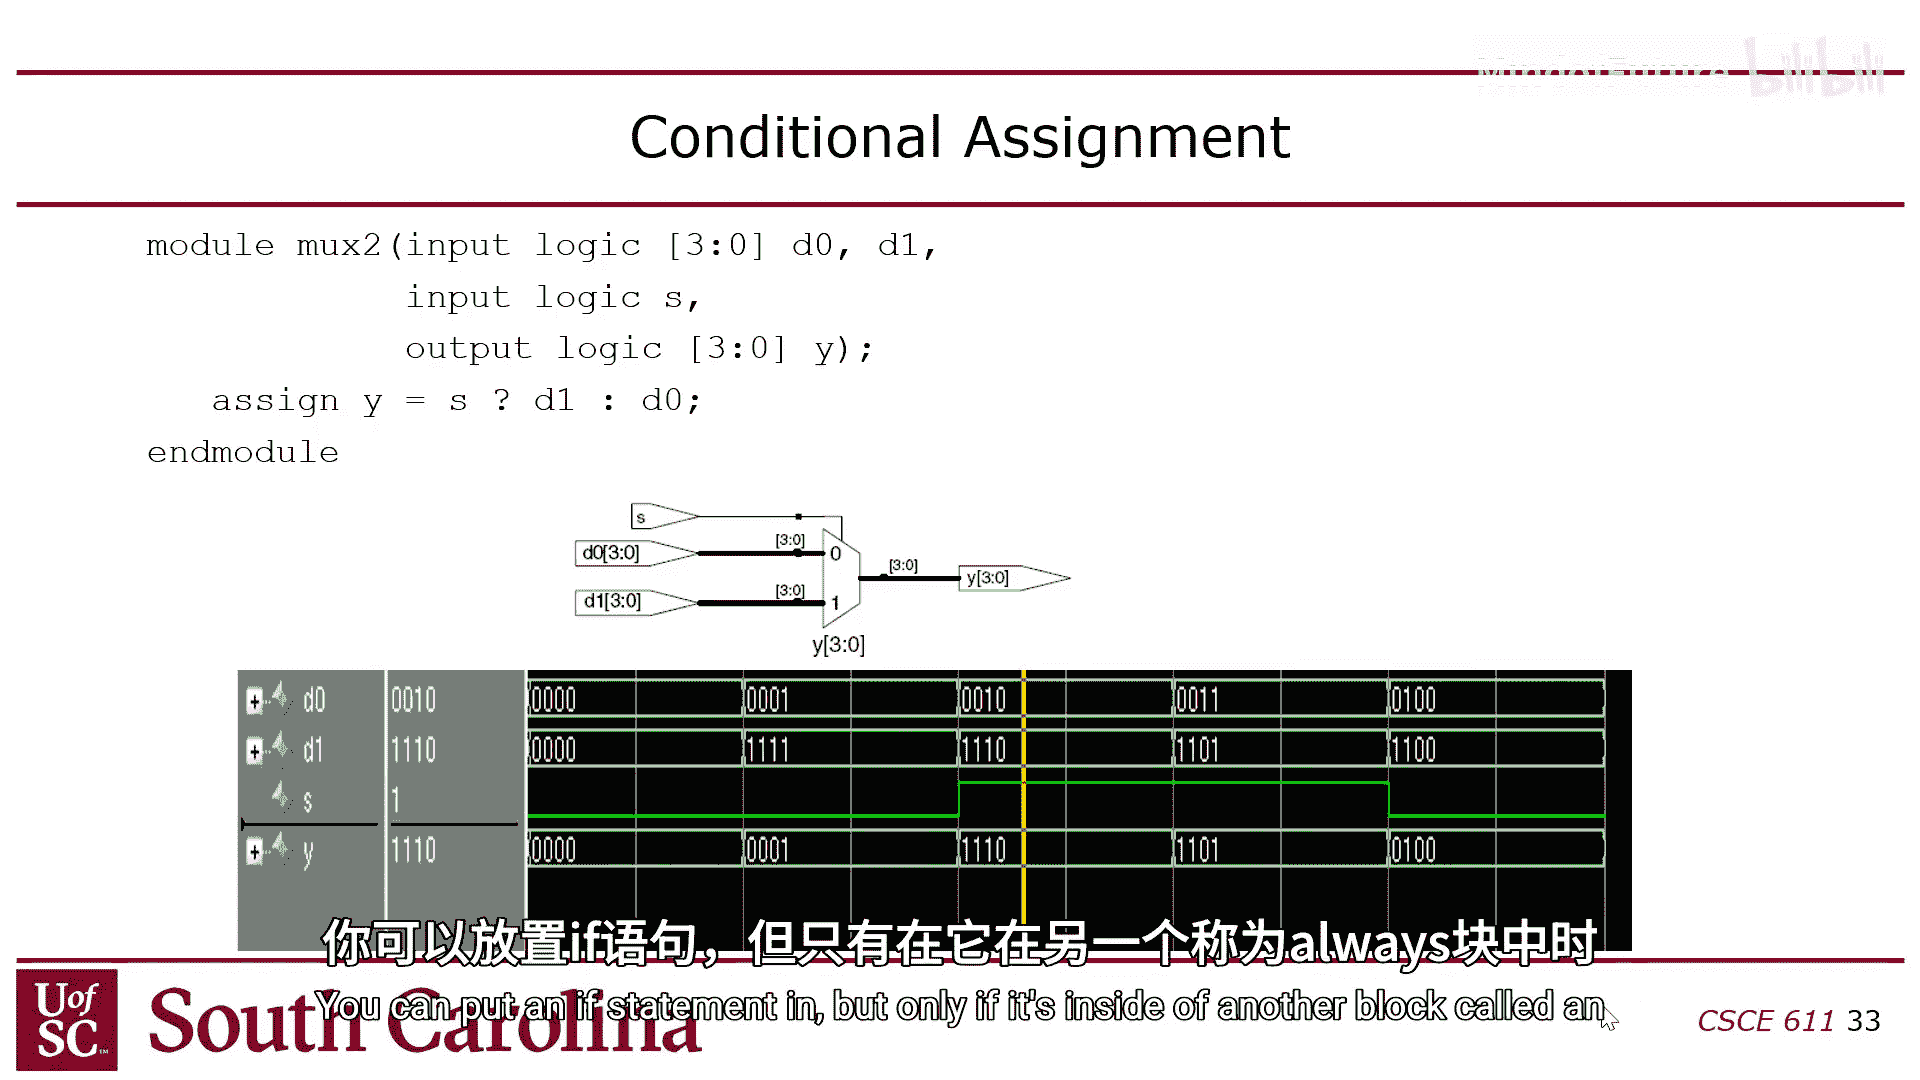 bilibili
Conditional Assignment
module mux2(input logic [3:0] d0, d1,
input logic s,
output logic [3:0] y);
assign y = s ? d1 : d0;
endmodule
s
d0[3:0] [3:0] 0
[3:0] y[3:0]
d1[3:0] [3:0] 1
y[3:0]
d0 0010 0000 0001 0010 0011 0100
d1 1110 0000 1111 1110 1101 1100
s 1
y 1110 0000 0001 1110 1101 0100
你可以放置if语句，但只有在它在另一个称为always块中时
You can put an if statement in, but only if it's inside of another block called an
UofSC South Carolina
CSCE 611 33